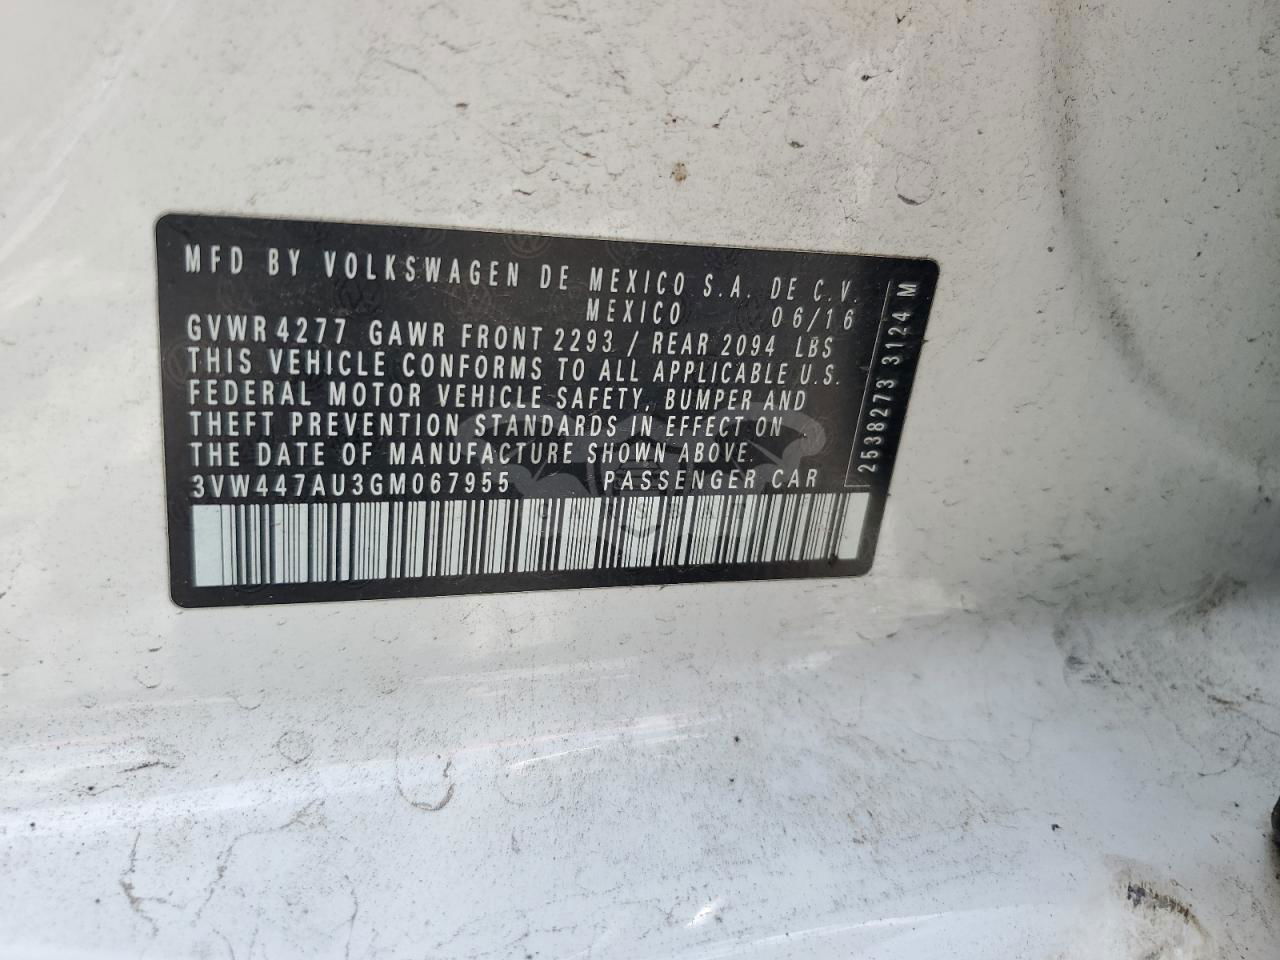 MFD BY VOLKSWAGEN DE MEXICO S.A. DE C.V.
MEXICO 06/16
GVWR 4277 GAWR FRONT 2293 / REAR 2094 LBS
THIS VEHICLE CONFORMS TO ALL APPLICABLE U.S.
FEDERAL MOTOR VEHICLE SAFETY, BUMPER AND
THEFT PREVENTION STANDARDS IN EFFECT ON
THE DATE OF MANUFACTURE SHOWN ABOVE.
3VW447AU3GM067955 PASSENGER CAR
2538273 3124 M